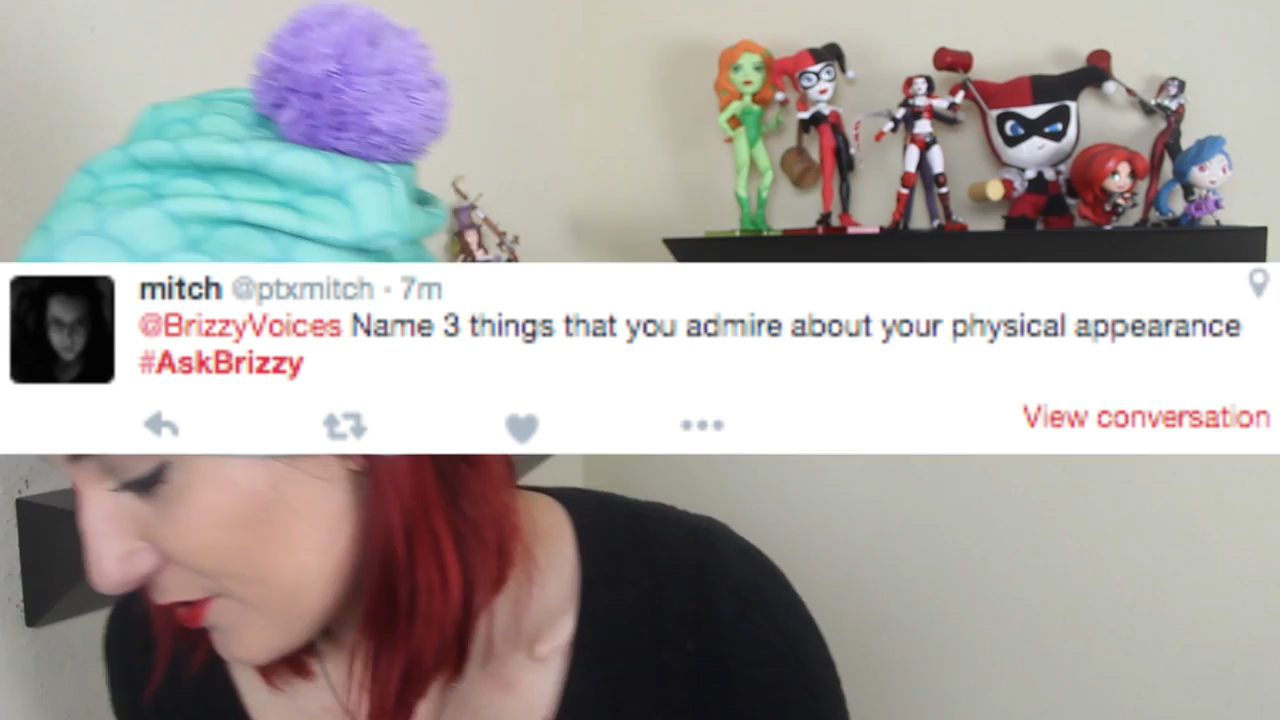 mitch @ptxmitch · 7m
@BrizzyVoices Name 3 things that you admire about your physical appearance
#AskBrizzy
View conversation